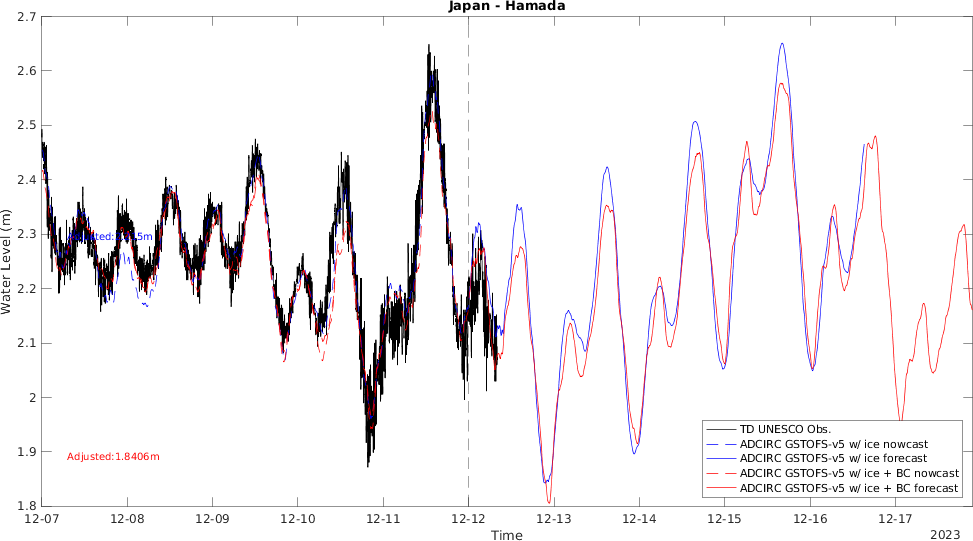 Japan - Hamada
Water Level (m)
2.7
2.6
2.5
2.4
2.3
2.2
2.1
2
1.9
1.8
Adjusted:1.8406m
TD UNESCO Obs.
ADCIRC GSTOFS-v5 w/ ice nowcast
ADCIRC GSTOFS-v5 w/ ice forecast
ADCIRC GSTOFS-v5 w/ ice + BC nowcast
ADCIRC GSTOFS-v5 w/ ice + BC forecast
12-07 12-08 12-09 12-10 12-11 12-12 12-13 12-14 12-15 12-16 12-17
Time
2023